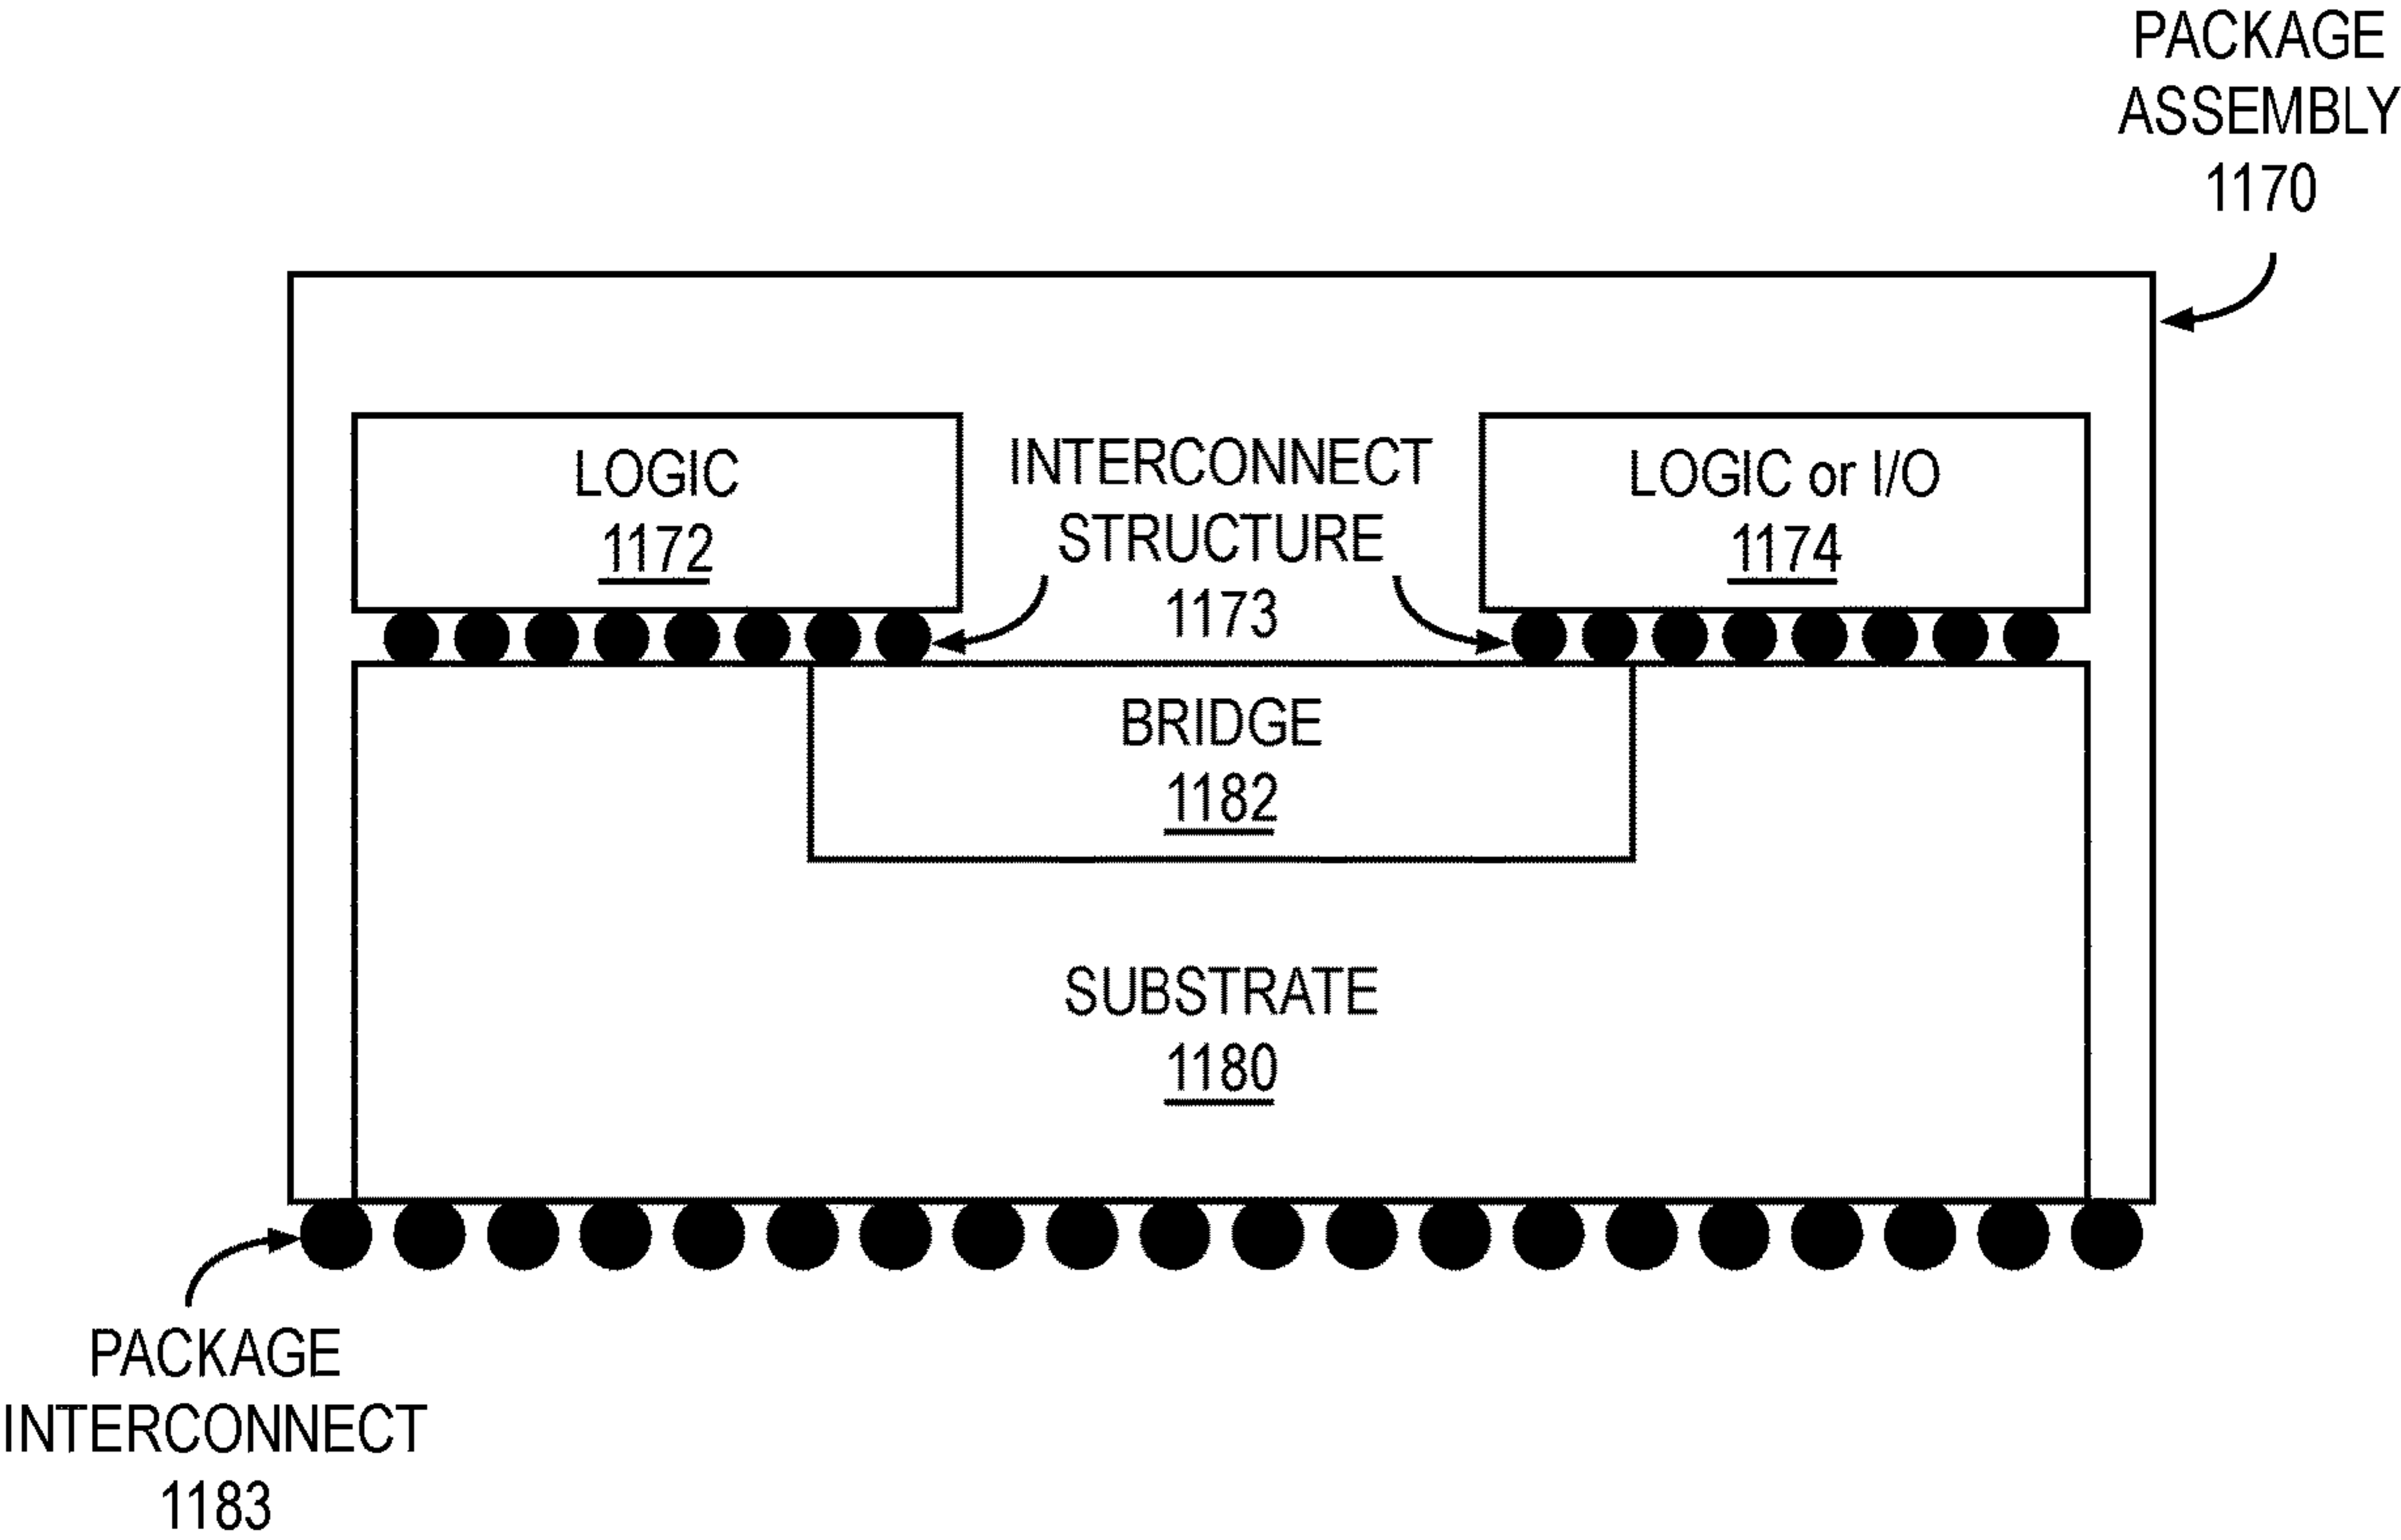 PACKAGE
ASSEMBLY
1170
LOGIC
1172
INTERCONNECT
STRUCTURE
1173
LOGIC or I/O
1174
BRIDGE
1182
SUBSTRATE
1180
PACKAGE
INTERCONNECT
1183